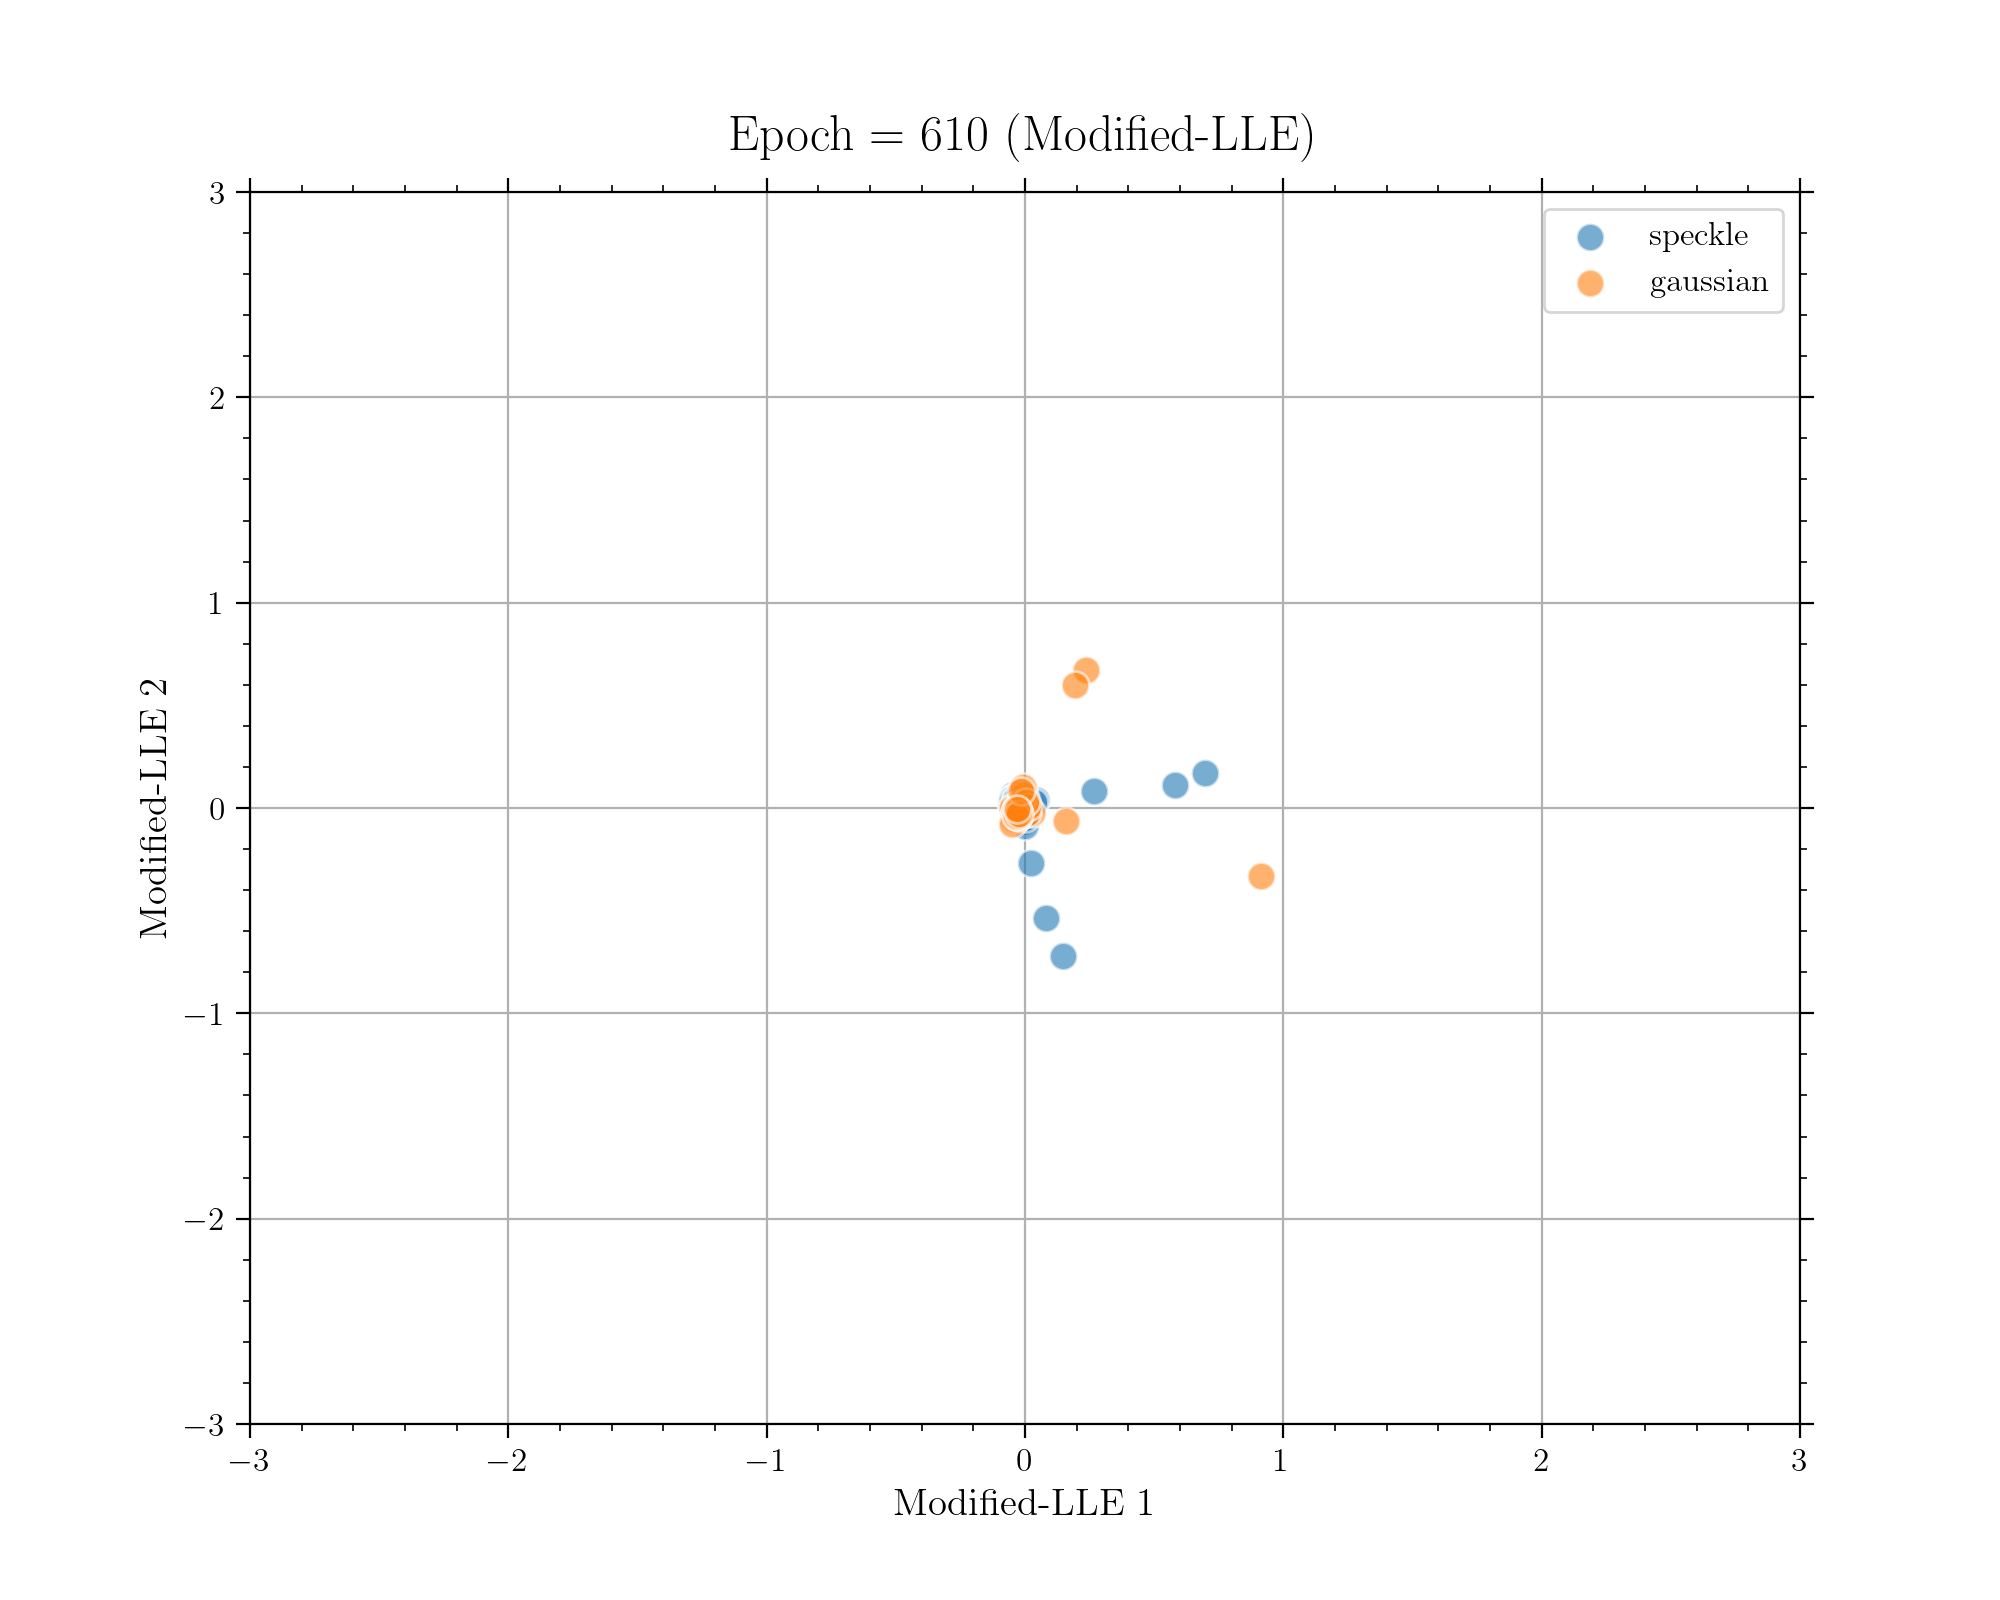 Epoch = 610 (Modified-LLE)
speckle
gaussian
3
2
1
0
−1
−2
−3
−3 −2 −1 0 1 2 3
Modified-LLE 1
Modified-LLE 2